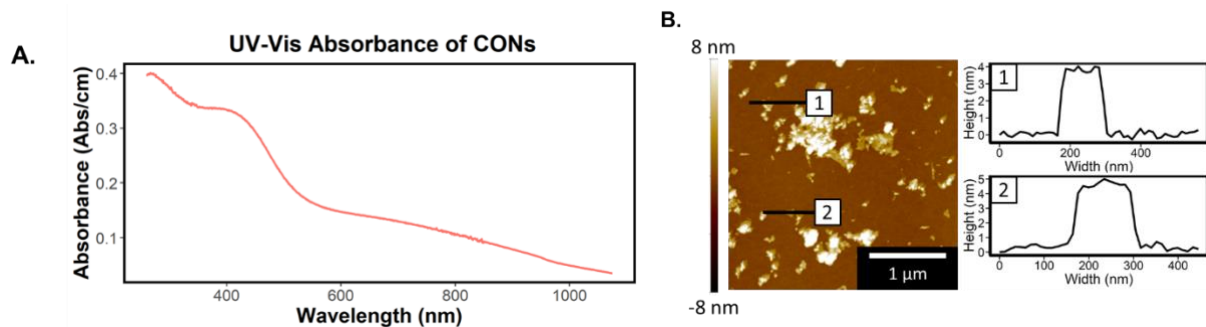 A.
UV-Vis Absorbance of CONs
Absorbance (Abs/cm)
0.4
0.3
0.2
0.1
400
600
800
1000
Wavelength (nm)
B.
8 nm
-8 nm
1
2
1 µm
1
Height (nm)
4
3
2
1
0
0
200
400
Width (nm)
2
Height (nm)
5
4
3
2
1
0
0
100
200
300
400
Width (nm)